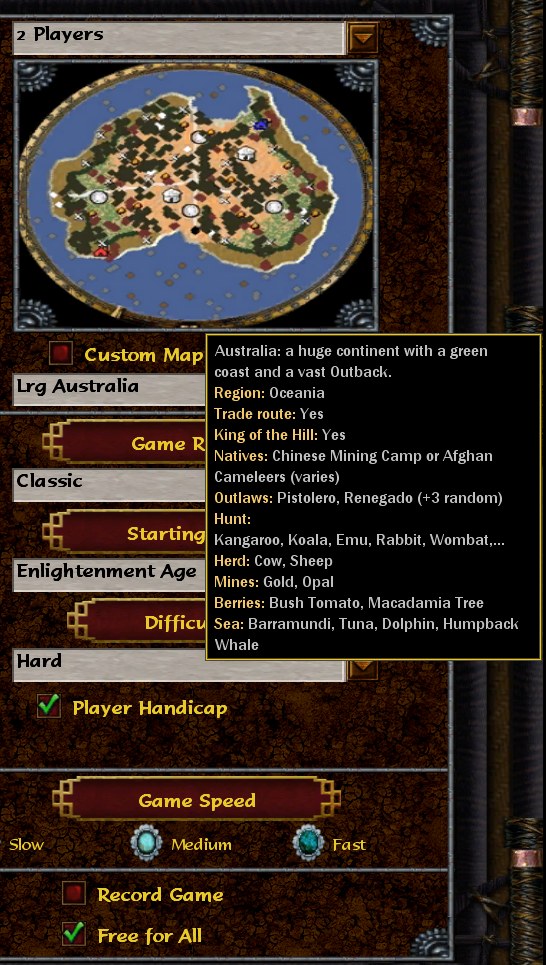 2 Players
Custom Map
Lrg Australia
Game R
Classic
Starting
Enlightenment Age
Difficu
Hard
Australia: a huge continent with a green
coast and a vast Outback.
Region: Oceania
Trade route: Yes
King of the Hill: Yes
Natives: Chinese Mining Camp or Afghan
Cameleers (varies)
Outlaws: Pistolero, Renegado (+3 random)
Hunt:
Kangaroo, Koala, Emu, Rabbit, Wombat,...
Herd: Cow, Sheep
Mines: Gold, Opal
Berries: Bush Tomato, Macadamia Tree
Sea: Barramundi, Tuna, Dolphin, Humpback
Whale
Player Handicap
Game Speed
Slow Medium Fast
Record Game
Free for All